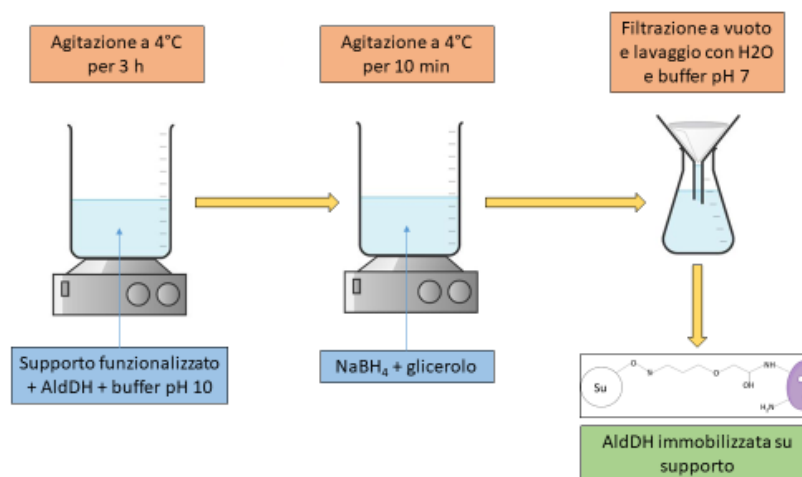 Agitazione a 4°C
per 3 h
Agitazione a 4°C
per 10 min
Filtrazione a vuoto
e lavaggio con H2O
e buffer pH 7
Supporto funzionalizzato
+ AldDH + buffer pH 10
NaBH₄ + glicerolo
Su
O
Si
O
OH
NH
H₂N
AldDH immobilizzata su
supporto